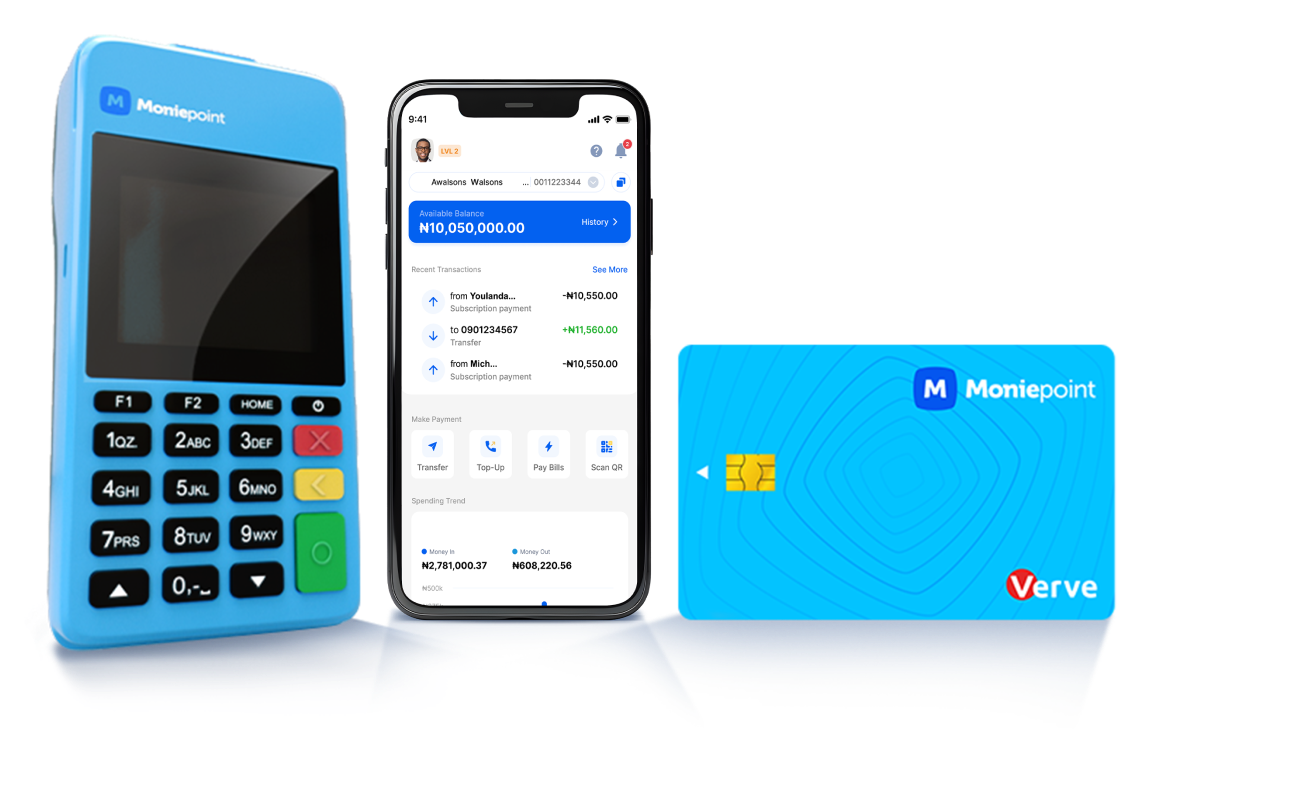 M Moniepoint
F1 F2 HOME
1QZ. 2ABC 3DEF
4GHI 5JKL 6MNO
7PRS 8TUV 9WXY
0,-⎵
9:41
LVL 2
2
Awalsons Walsons ... 0011223344
Available Balance
₦10,050,000.00
History
Recent Transactions See More
from Youlanda... -₦10,550.00
Subscription payment
to 0901234567 +₦11,560.00
Transfer
from Mich... -₦10,550.00
Subscription payment
Make Payment
Transfer Top-Up Pay Bills Scan QR
Spending Trend
Money In Money Out
₦2,781,000.37 ₦608,220.56
₦500k
M Moniepoint
Verve